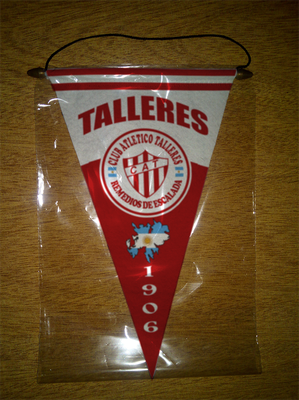 TALLERES
CLUB ATLETICO TALLERES
C A T
REMEDIOS DE ESCALADA
1906